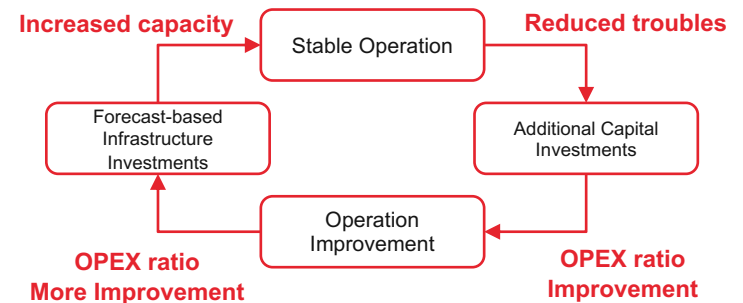 Increased capacity
Stable Operation
Reduced troubles
Forecast-based
Infrastructure
Investments
Additional Capital
Investments
Operation
Improvement
OPEX ratio
More Improvement
OPEX ratio
Improvement